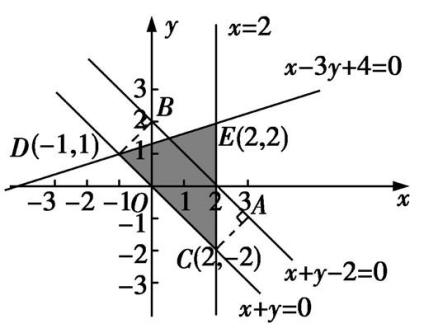 y
x=2
x−3y+4=0
3
B
2
D(−1,1)
1
E(2,2)
−3 −2 −1 O 1 2 3 A
x
−1
−2
C(2,−2)
x+y−2=0
−3
x+y=0